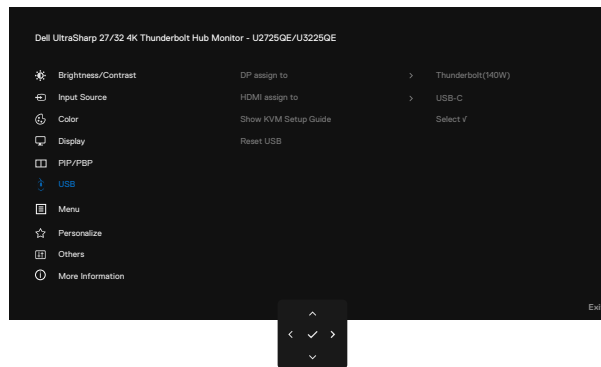 Dell UltraSharp 27/32 4K Thunderbolt Hub Monitor - U2725QE/U3225QE
Brightness/Contrast DP assign to > Thunderbolt(140W)
Input Source HDMI assign to > USB-C
Color Show KVM Setup Guide Select √
Display Reset USB
PIP/PBP
USB
Menu
Personalize
Others
More Information
Exi